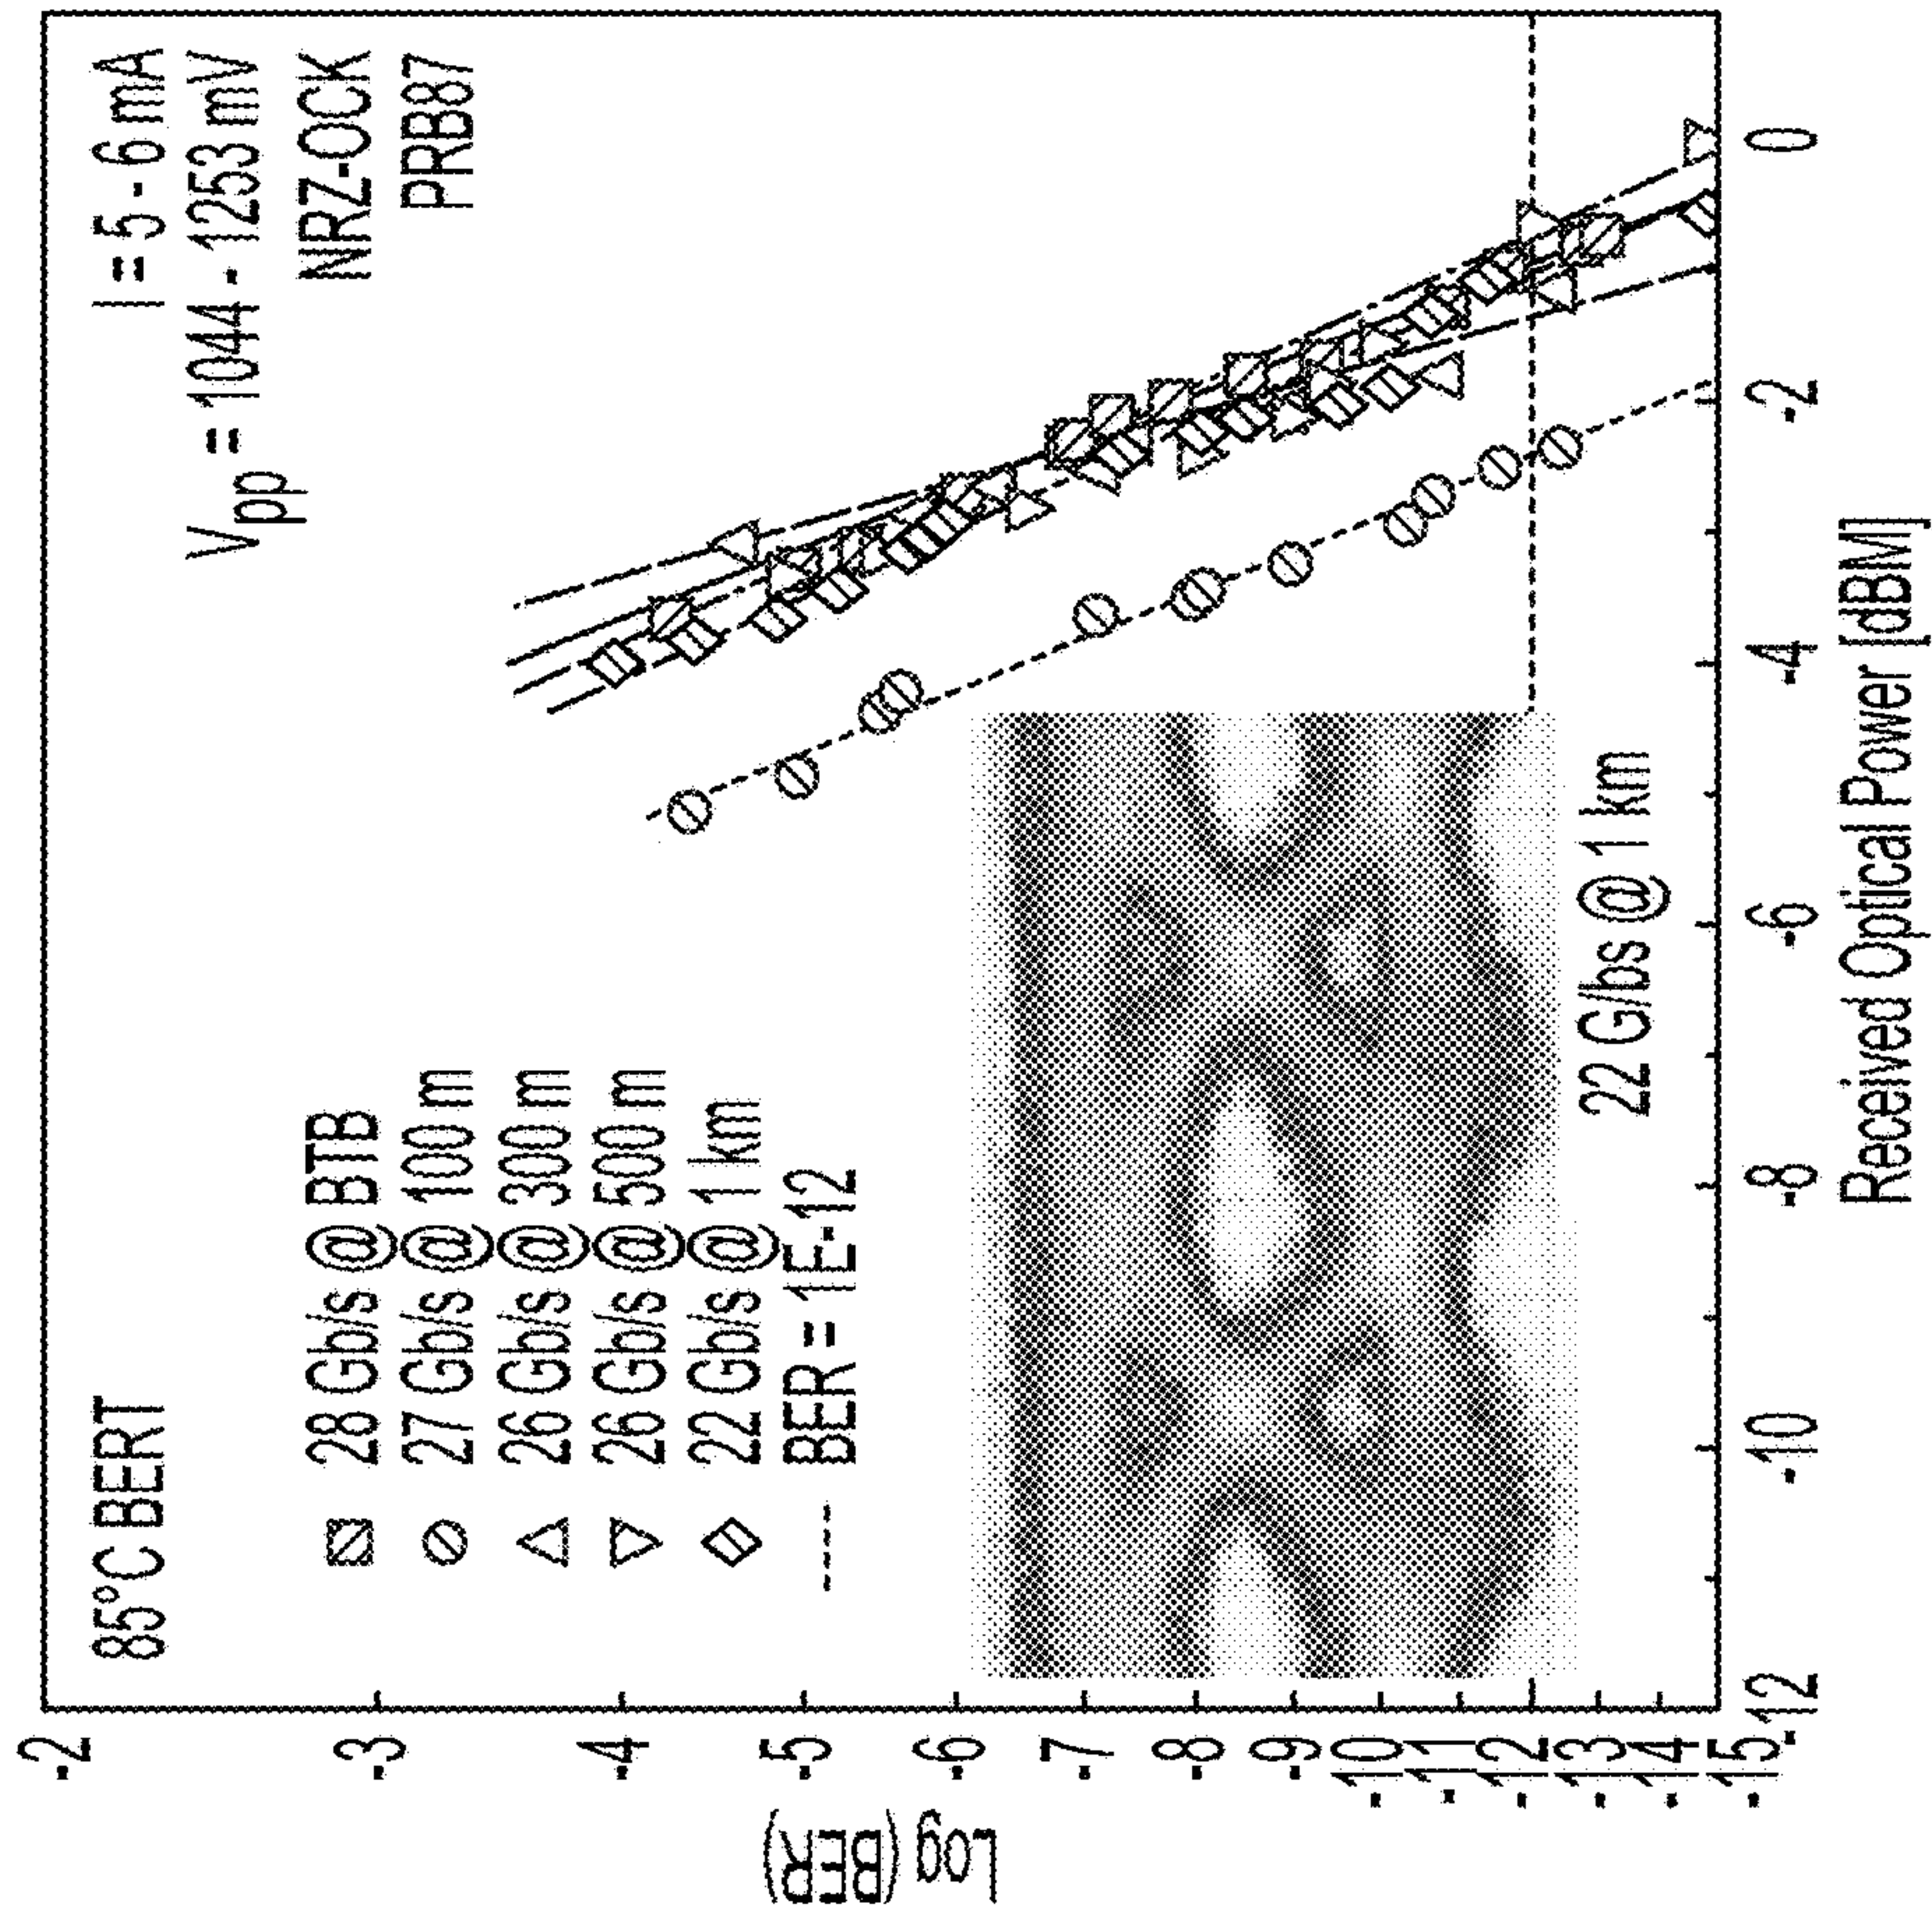 85°C BERT
I = 5 - 6 mA
Vpp = 1044 - 1253 mV
NRZ-OCK
PRB87
28 Gb/s @ BTB
27 Gb/s @ 100 m
26 Gb/s @ 300 m
26 Gb/s @ 500 m
22 Gb/s @ 1 km
BER = 1E-12
22 G/bs @ 1 km
Log
(BER)
-2
-3
-4
-5
-6
-7
-8
-9
-10
-11
-12
-13
-14
-15
-12
-10
-8
-6
-4
-2
0
Received Optical Power [dBM]